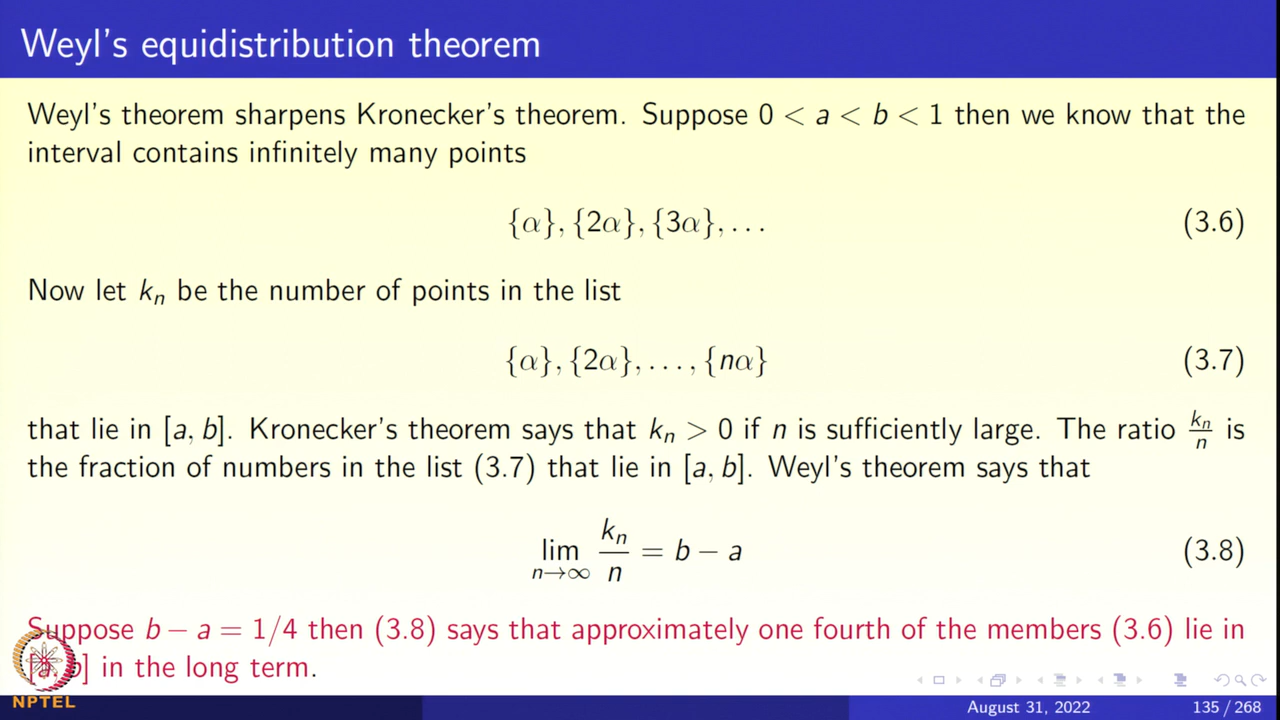 Weyl's equidistribution theorem
Weyl's theorem sharpens Kronecker's theorem. Suppose 0 < a < b < 1 then we know that the
interval contains infinitely many points
{α}, {2α}, {3α}, . . . (3.6)
Now let kₙ be the number of points in the list
{α}, {2α}, . . . , {nα} (3.7)
that lie in [a, b]. Kronecker's theorem says that kₙ > 0 if n is sufficiently large. The ratio kₙ/n is
the fraction of numbers in the list (3.7) that lie in [a, b]. Weyl's theorem says that
lim n→∞ kₙ/n = b − a (3.8)
Suppose b − a = 1/4 then (3.8) says that approximately one fourth of the members (3.6) lie in
b] in the long term.
NPTEL
August 31, 2022 135 / 268